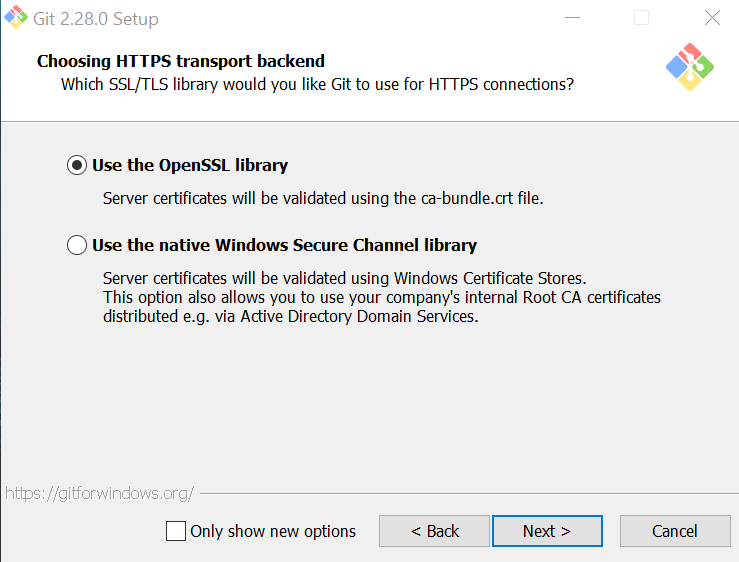 Git 2.28.0 Setup
Choosing HTTPS transport backend
Which SSL/TLS library would you like Git to use for HTTPS connections?
Use the OpenSSL library
Server certificates will be validated using the ca-bundle.crt file.
Use the native Windows Secure Channel library
Server certificates will be validated using Windows Certificate Stores.
This option also allows you to use your company's internal Root CA certificates
distributed e.g. via Active Directory Domain Services.
https://gitforwindows.org/
Only show new options
< Back
Next >
Cancel